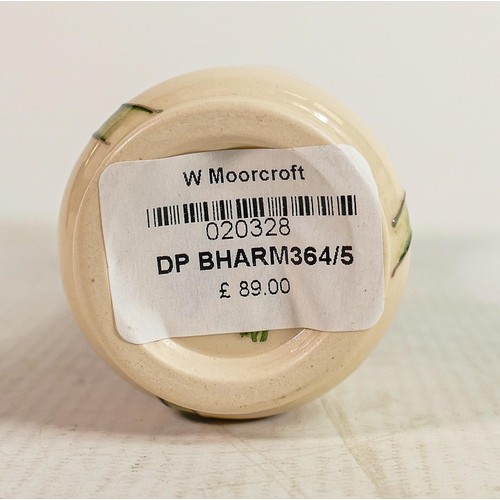 W Moorcroft
020328
DP BHARM364/5
£ 89.00